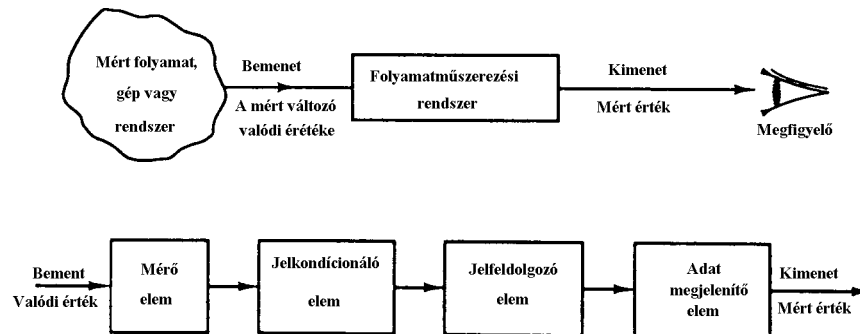 Mért folyamat,
gép vagy
rendszer
Bemenet
A mért változó
valódi érétéke
Folyamatműszerezési
rendszer
Kimenet
Mért érték
Megfigyelő
Bement
Valódi érték
Mérő
elem
Jelkondícionáló
elem
Jelfeldolgozó
elem
Adat
megjelenítő
elem
Kimenet
Mért érték